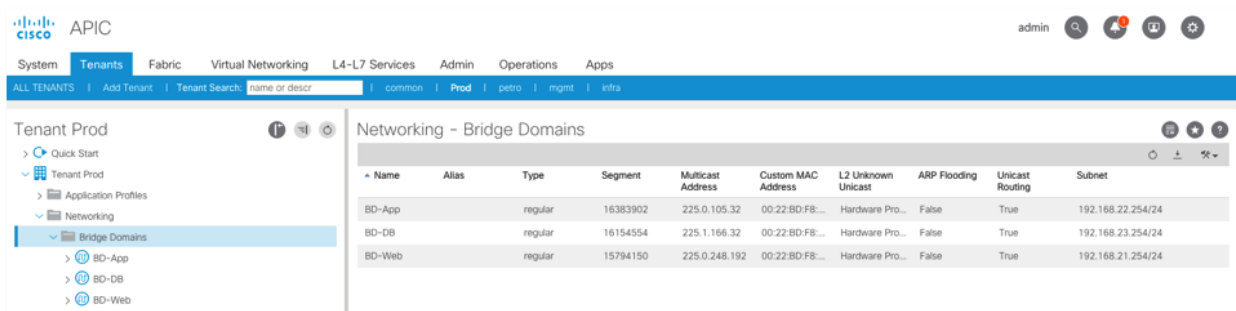 CISCO APIC admin 1
System Tenants Fabric Virtual Networking L4-L7 Services Admin Operations Apps
ALL TENANTS | Add Tenant | Tenant Search: name or descr | common | Prod | petro | mgmt | infra
Tenant Prod
Quick Start
Tenant Prod
Application Profiles
Networking
Bridge Domains
BD-App
BD-DB
BD-Web
Networking - Bridge Domains
Name Alias Type Segment Multicast Address Custom MAC Address L2 Unknown Unicast ARP Flooding Unicast Routing Subnet
BD-App regular 16383902 225.0.105.32 00:22:BD:F8:... Hardware Pro... False True 192.168.22.254/24
BD-DB regular 16154554 225.1.166.32 00:22:BD:F8:... Hardware Pro... False True 192.168.23.254/24
BD-Web regular 15794150 225.0.248.192 00:22:BD:F8:... Hardware Pro... False True 192.168.21.254/24